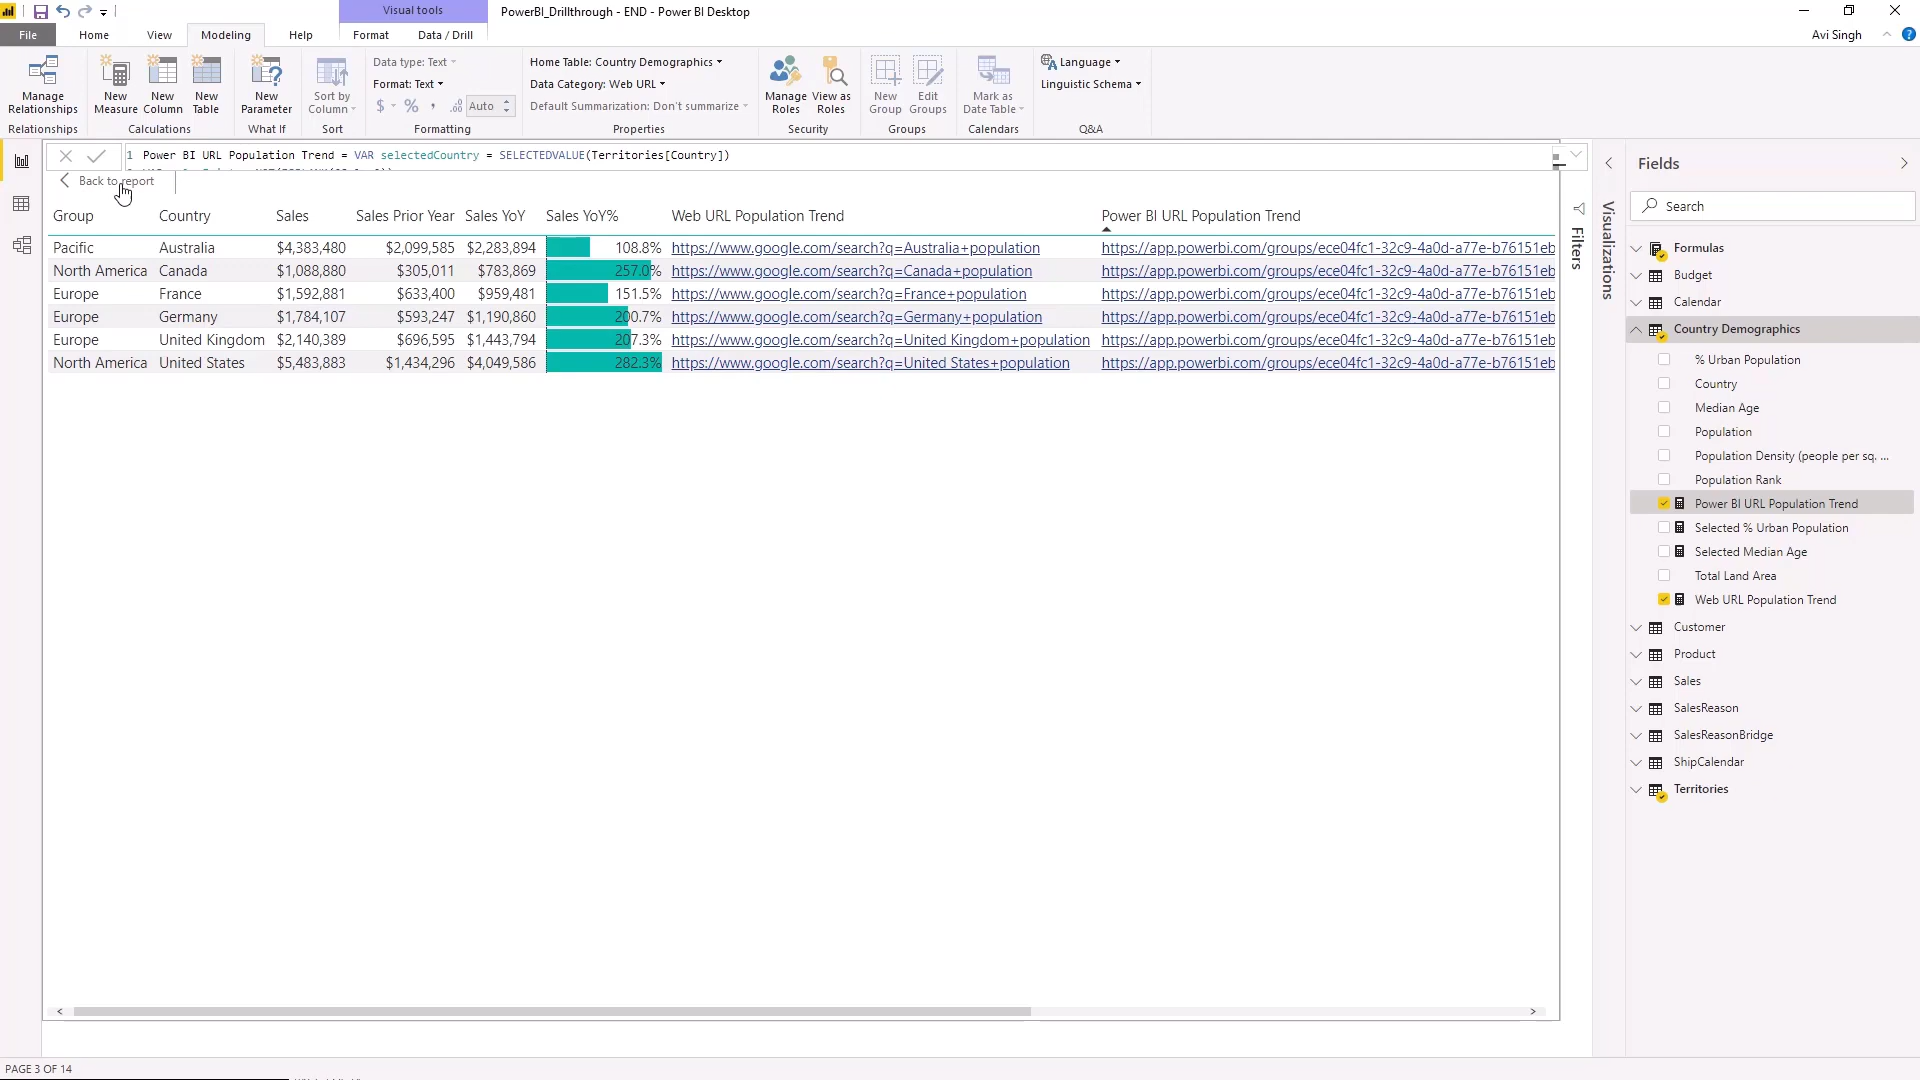 Visual tools
PowerBI_Drillthrough - END - Power BI Desktop
File Home View Modeling Help Format Data / Drill
Avi Singh
Manage Relationships
New Measure
New Column
New Table
New Parameter
Sort by Column
Data type: Text
Format: Text
$ % , Auto
Home Table: Country Demographics
Data Category: Web URL
Default Summarization: Don't summarize
Manage Roles
View as Roles
New Group
Edit Groups
Mark as Date Table
Language
Linguistic Schema
Relationships Calculations What If Sort Formatting Properties Security Groups Calendars Q&A
1 Power BI URL Population Trend = VAR selectedCountry = SELECTEDVALUE(Territories[Country])
Back to report
Group Country Sales Sales Prior Year Sales YoY Sales YoY% Web URL Population Trend Power BI URL Population Trend
Pacific Australia $4,383,480 $2,099,585 $2,283,894 108.8% https://www.google.com/search?q=Australia+population https://app.powerbi.com/groups/ece04fc1-32c9-4a0d-a77e-b76151eb
North America Canada $1,088,880 $305,011 $783,869 257.0% https://www.google.com/search?q=Canada+population https://app.powerbi.com/groups/ece04fc1-32c9-4a0d-a77e-b76151eb
Europe France $1,592,881 $633,400 $959,481 151.5% https://www.google.com/search?q=France+population https://app.powerbi.com/groups/ece04fc1-32c9-4a0d-a77e-b76151eb
Europe Germany $1,784,107 $593,247 $1,190,860 200.7% https://www.google.com/search?q=Germany+population https://app.powerbi.com/groups/ece04fc1-32c9-4a0d-a77e-b76151eb
Europe United Kingdom $2,140,389 $696,595 $1,443,794 207.3% https://www.google.com/search?q=United Kingdom+population https://app.powerbi.com/groups/ece04fc1-32c9-4a0d-a77e-b76151eb
North America United States $5,483,883 $1,434,296 $4,049,586 282.3% https://www.google.com/search?q=United States+population https://app.powerbi.com/groups/ece04fc1-32c9-4a0d-a77e-b76151eb
Filters
Visualizations
Fields
Search
Formulas
Budget
Calendar
Country Demographics
% Urban Population
Country
Median Age
Population
Population Density (people per sq. ...
Population Rank
Power BI URL Population Trend
Selected % Urban Population
Selected Median Age
Total Land Area
Web URL Population Trend
Customer
Product
Sales
SalesReason
SalesReasonBridge
ShipCalendar
Territories
PAGE 3 OF 14